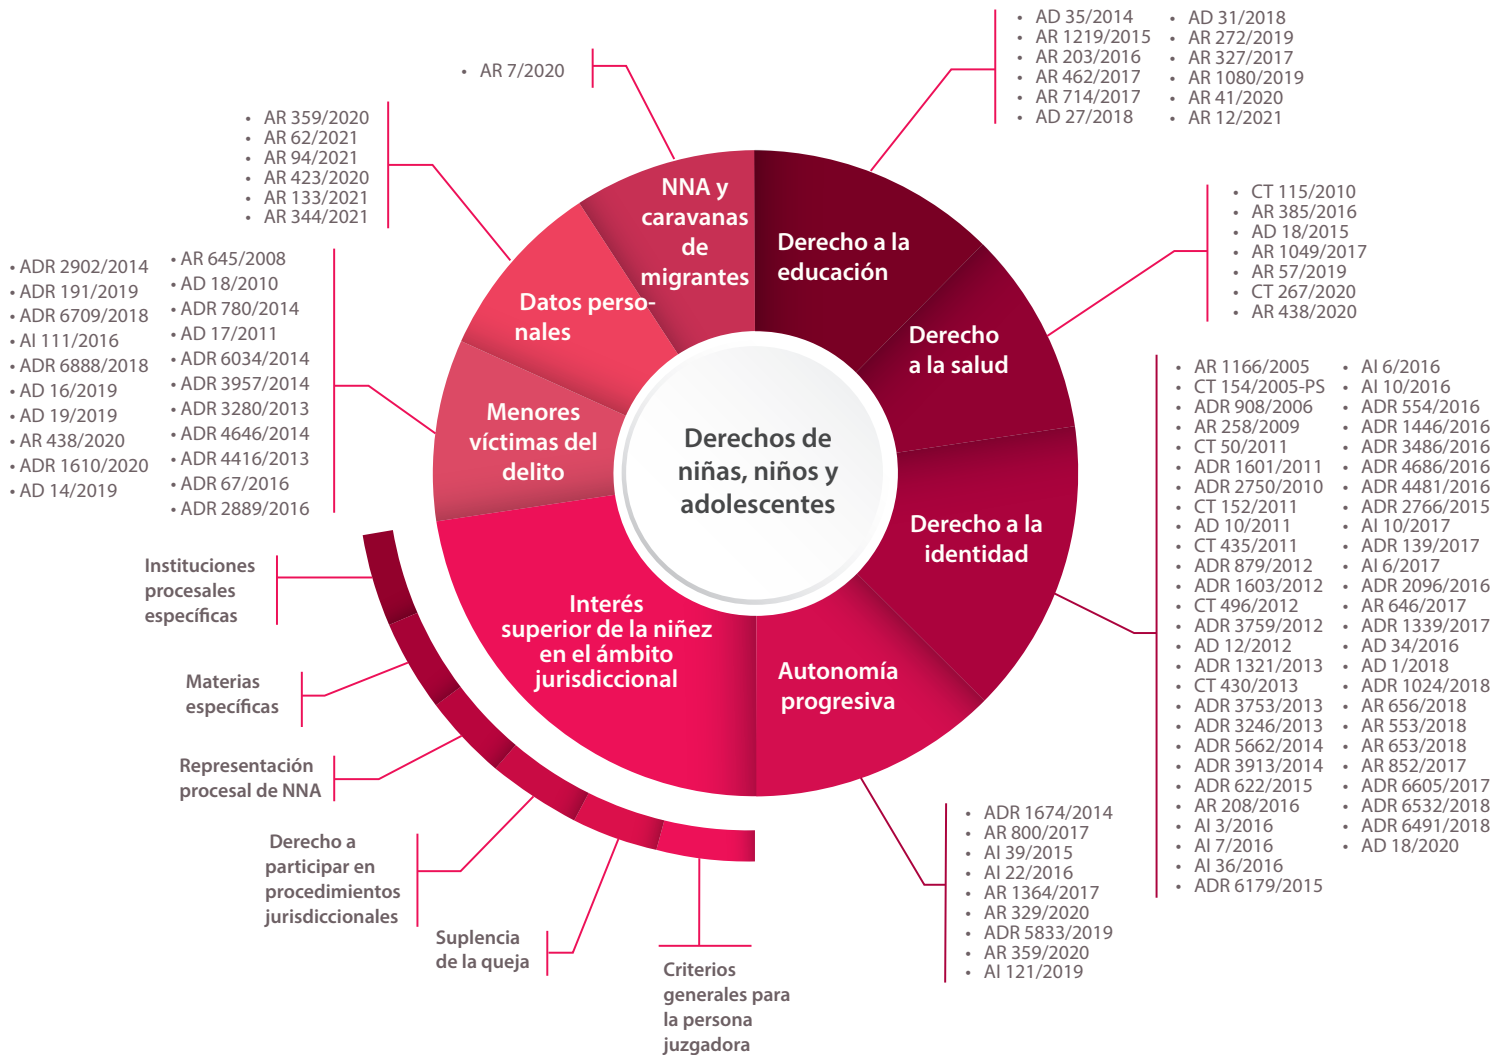 Derechos de
niñas, niños y
adolescentes
Derecho a la
educación
• AD 35/2014
• AR 1219/2015
• AR 203/2016
• AR 462/2017
• AR 714/2017
• AD 27/2018
• AD 31/2018
• AR 272/2019
• AR 327/2017
• AR 1080/2019
• AR 41/2020
• AR 12/2021
Derecho
a la salud
• CT 115/2010
• AR 385/2016
• AD 18/2015
• AR 1049/2017
• AR 57/2019
• CT 267/2020
• AR 438/2020
Derecho a la
identidad
• AR 1166/2005
• CT 154/2005-PS
• ADR 908/2006
• AR 258/2009
• CT 50/2011
• ADR 1601/2011
• ADR 2750/2010
• CT 152/2011
• AD 10/2011
• CT 435/2011
• ADR 879/2012
• ADR 1603/2012
• CT 496/2012
• ADR 3759/2012
• AD 12/2012
• ADR 1321/2013
• CT 430/2013
• ADR 3753/2013
• ADR 3246/2013
• ADR 5662/2014
• ADR 3913/2014
• ADR 622/2015
• AR 208/2016
• AI 3/2016
• AI 7/2016
• AI 36/2016
• ADR 6179/2015
• AI 6/2016
• AI 10/2016
• ADR 554/2016
• ADR 1446/2016
• ADR 3486/2016
• ADR 4686/2016
• ADR 4481/2016
• ADR 2766/2015
• AI 10/2017
• ADR 139/2017
• AI 6/2017
• ADR 2096/2016
• AR 646/2017
• ADR 1339/2017
• AD 34/2016
• AD 1/2018
• ADR 1024/2018
• AR 656/2018
• AR 553/2018
• AR 653/2018
• AR 852/2017
• ADR 6605/2017
• ADR 6532/2018
• ADR 6491/2018
• AD 18/2020
Autonomía
progresiva
• ADR 1674/2014
• AR 800/2017
• AI 39/2015
• AI 22/2016
• AR 1364/2017
• AR 329/2020
• ADR 5833/2019
• AR 359/2020
• AI 121/2019
Interés
superior de la niñez
en el ámbito
jurisdiccional
Criterios
generales para
la persona
juzgadora
Suplencia
de la queja
Derecho a
participar en
procedimientos
jurisdiccionales
Representación
procesal de NNA
Materias
específicas
Instituciones
procesales
específicas
Menores
víctimas del
delito
• ADR 2902/2014
• ADR 191/2019
• ADR 6709/2018
• AI 111/2016
• ADR 6888/2018
• AD 16/2019
• AD 19/2019
• AR 438/2020
• ADR 1610/2020
• AD 14/2019
• AR 645/2008
• AD 18/2010
• ADR 780/2014
• AD 17/2011
• ADR 6034/2014
• ADR 3957/2014
• ADR 3280/2013
• ADR 4646/2014
• ADR 4416/2013
• ADR 67/2016
• ADR 2889/2016
Datos perso-
nales
• AR 359/2020
• AR 62/2021
• AR 94/2021
• AR 423/2020
• AR 133/2021
• AR 344/2021
NNA y
caravanas
de
migrantes
• AR 7/2020